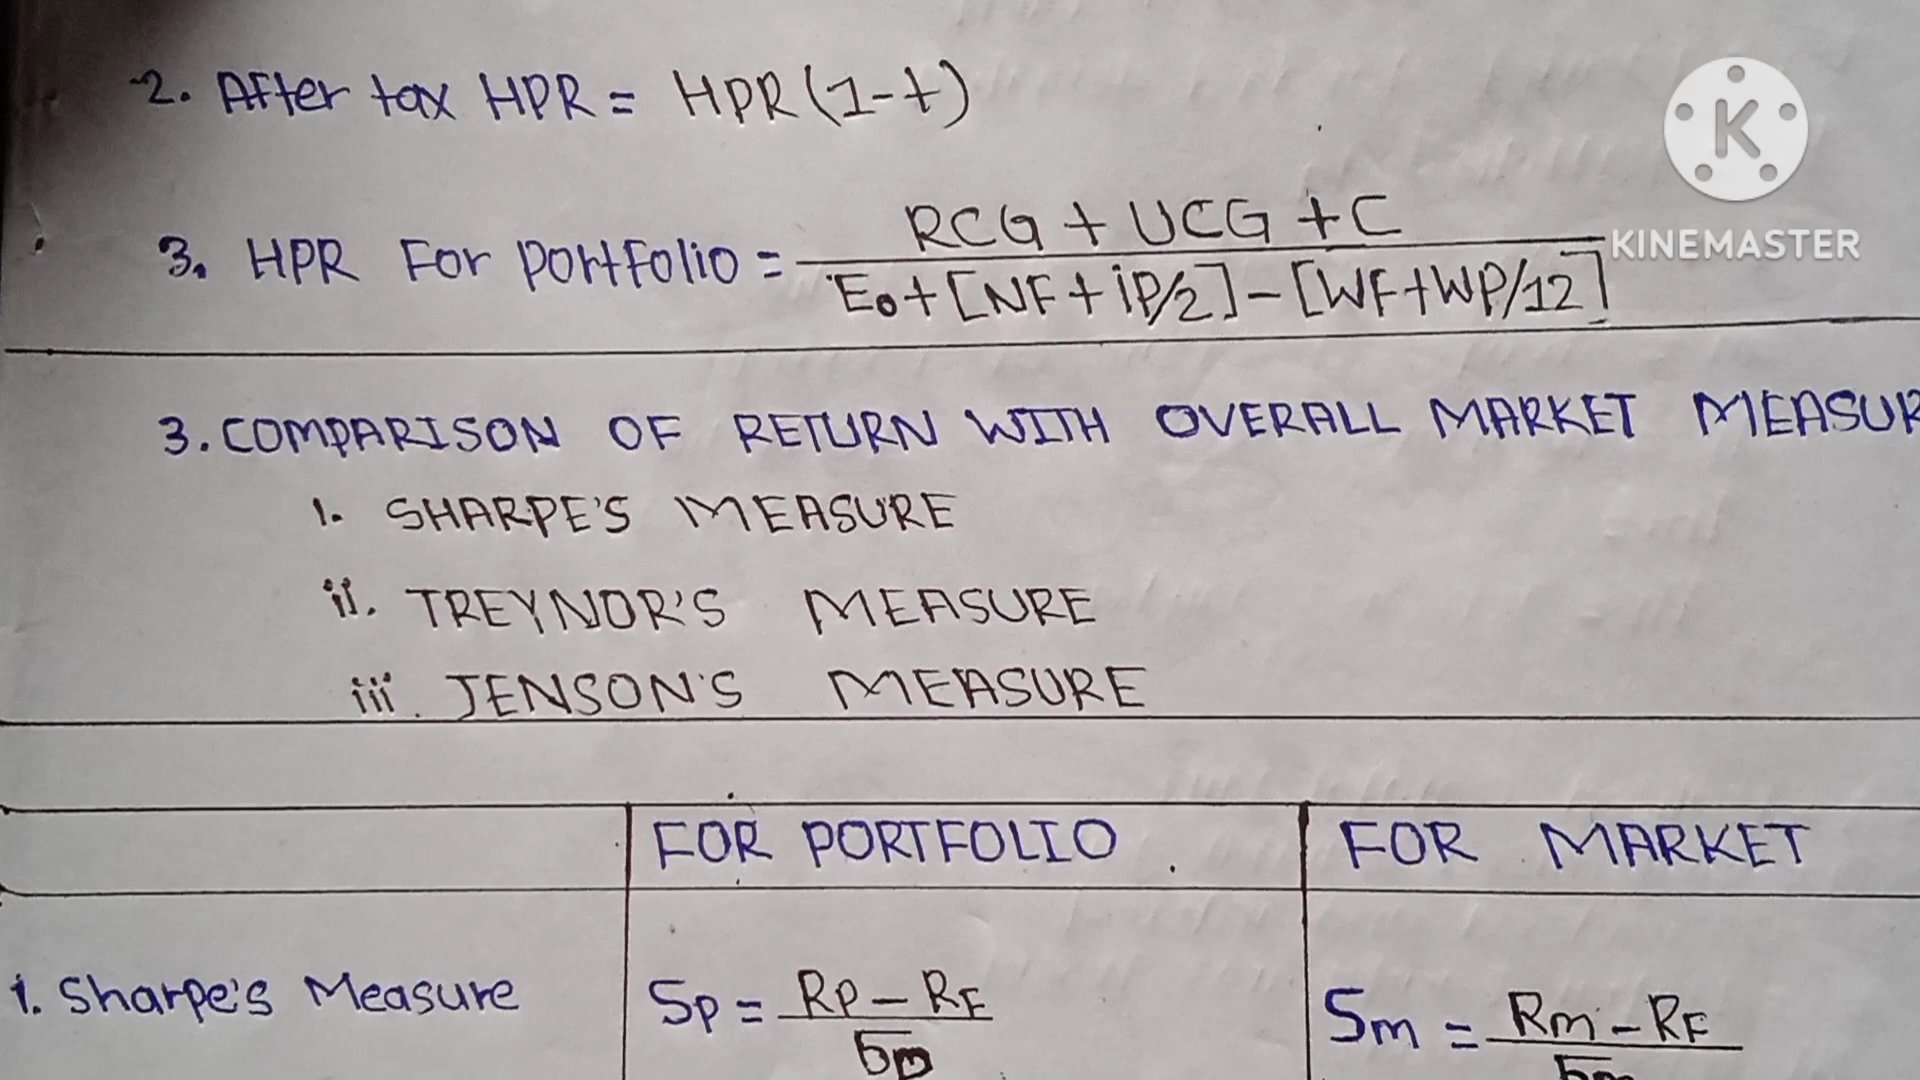 2. After tax HPR = HPR (1-t)
K
KINEMASTER
3. HPR For Portfolio = RCG + UCG + C
E0 + [NF + iP/2] - [WF+WP/12]
3. COMPARISON OF RETURN WITH OVERALL MARKET MEASUR
i. SHARPE'S MEASURE
ii. TREYNOR'S MEASURE
iii. JENSON'S MEASURE
FOR PORTFOLIO FOR MARKET
i. Sharpe's Measure Sp = RP - RF Sm = Rm - RF